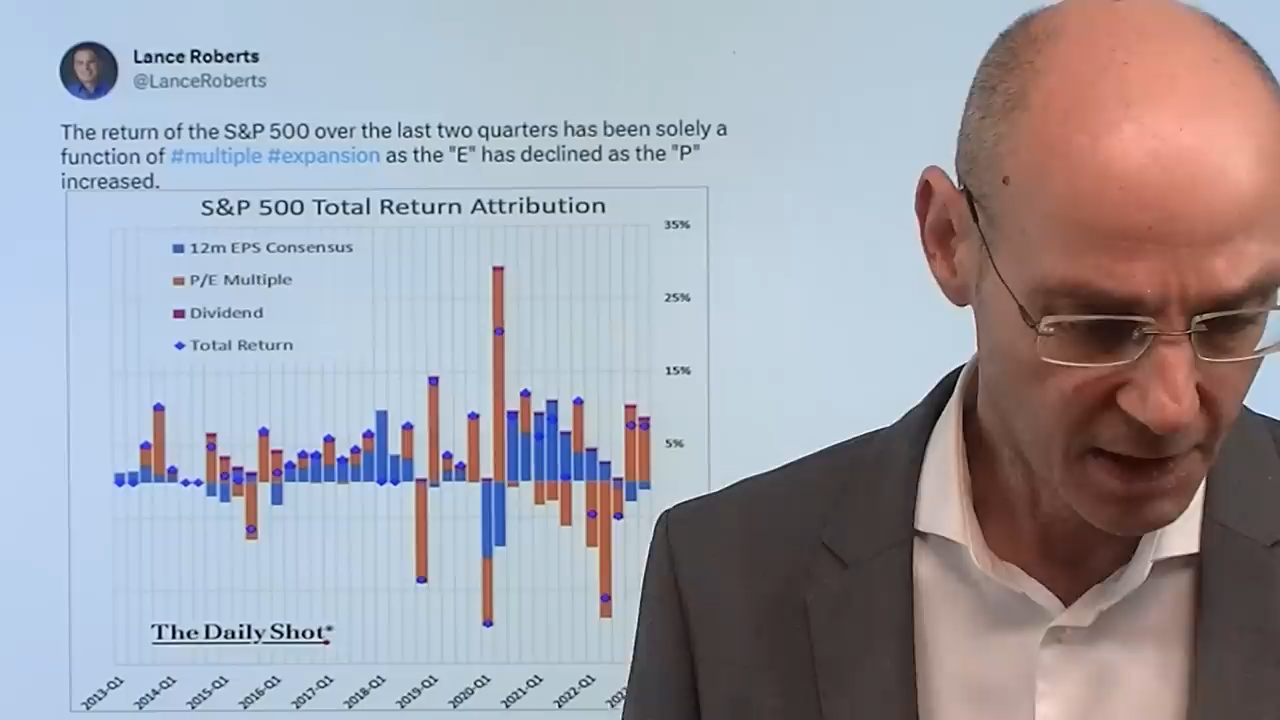 Lance Roberts
@LanceRoberts
The return of the S&P 500 over the last two quarters has been solely a
function of #multiple #expansion as the "E" has declined as the "P"
increased.
S&P 500 Total Return Attribution
12m EPS Consensus
P/E Multiple
Dividend
Total Return
35%
25%
15%
5%
The Daily Shot
2013-Q1
2014-Q1
2015-Q1
2016-Q1
2017-Q1
2018-Q1
2019-Q1
2020-Q1
2021-Q1
2022-Q1